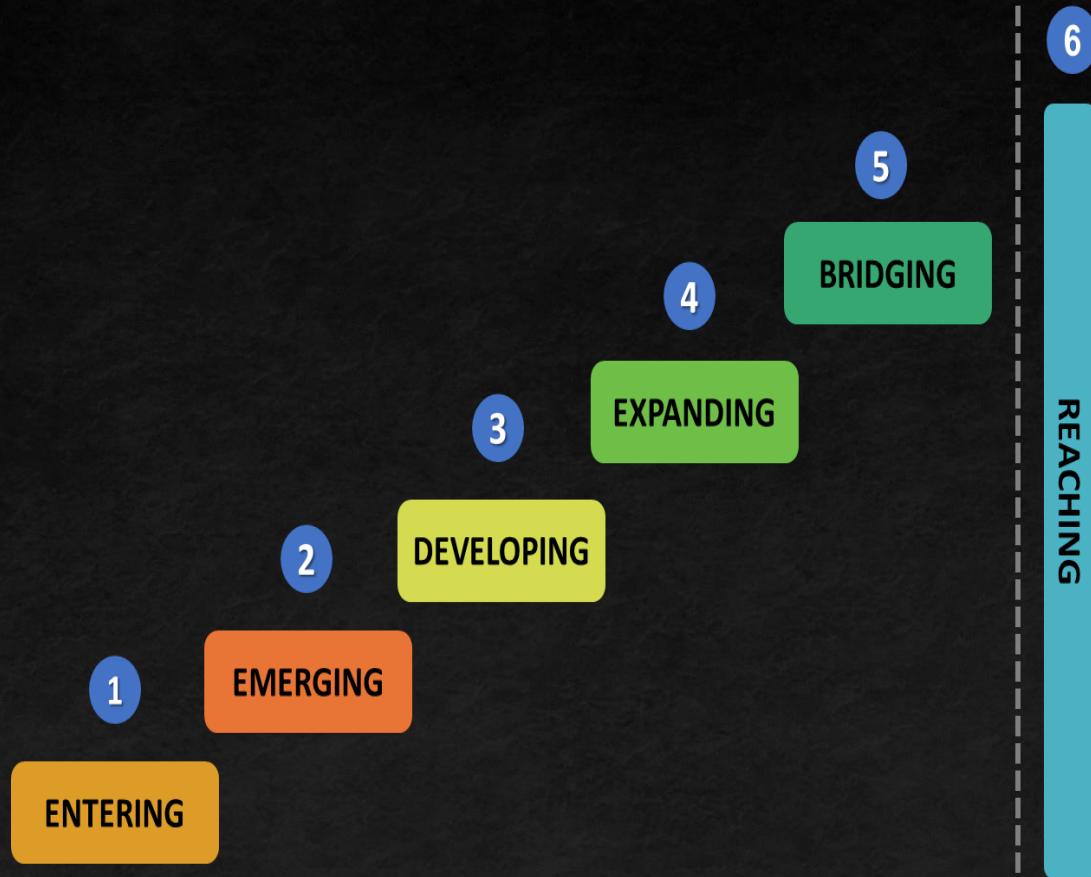 1
ENTERING
2
EMERGING
3
DEVELOPING
4
EXPANDING
5
BRIDGING
6
REACHING